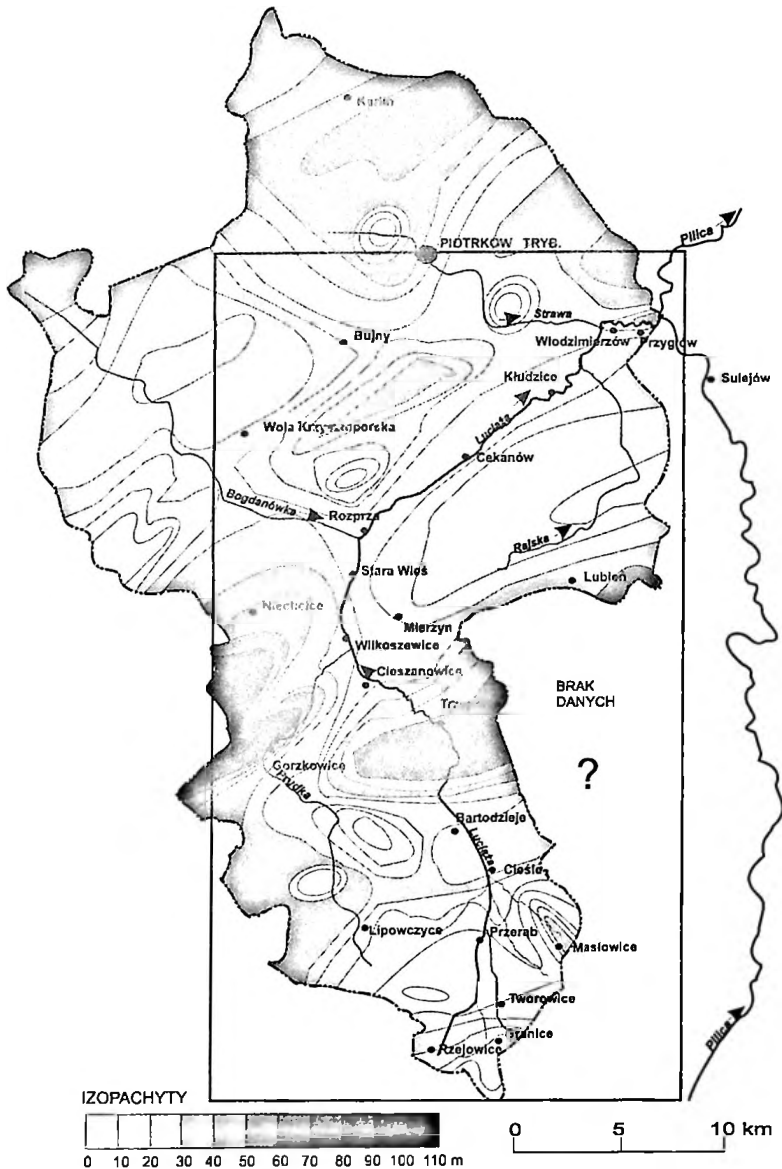 Karlin
PIOTRKÓW TRYB.
Pilica
Strawa
Włodzimierzów
Przygłów
Bujny
Kłudzice
Sulejów
Wola Krzysztoporska
Luciąża
Cekanów
Bogdanówka
Rozprza
Rajska
Stara Wieś
Lubień
Niechcice
Mierzyn
Wilkoszewice
Cieszanowice
BRAK
DANYCH
?
Gorzkowice
Prudka
Bartodzieje
Luciąża
Cieśle
Lipowczyce
Przerąb
Masłowice
Tworowice
Granice
Rzejowice
Pilica
IZOPACHYTY
0 10 20 30 40 50 60 70 80 90 100 110 m
0 5 10 km